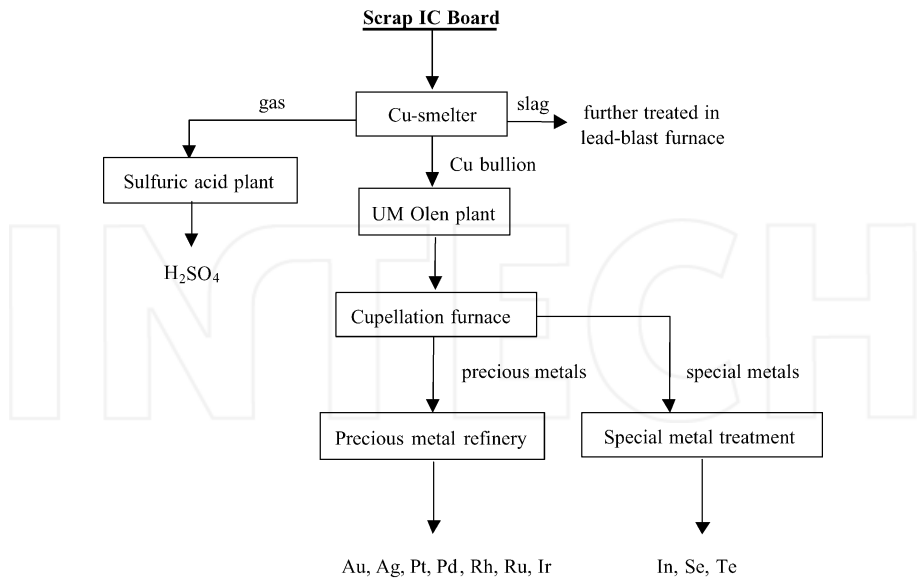 Scrap IC Board
gas
Cu-smelter
slag
further treated in
lead-blast furnace
Sulfuric acid plant
Cu bullion
UM Olen plant
H₂SO₄
Cupellation furnace
precious metals
special metals
Precious metal refinery
Special metal treatment
Au, Ag, Pt, Pd, Rh, Ru, Ir
In, Se, Te
INTECH